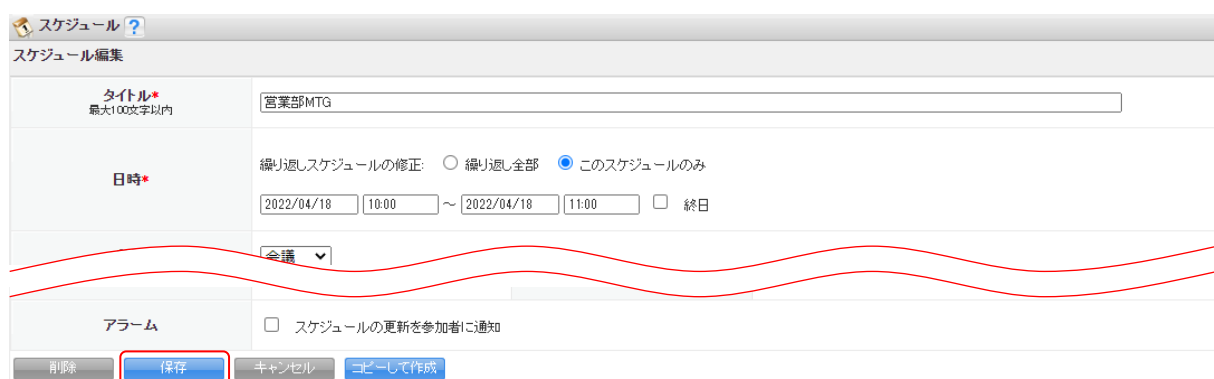 スケジュール ?
スケジュール編集
タイトル*
最大100文字以内
営業部MTG
日時*
繰り返しスケジュールの修正: 繰り返し全部 このスケジュールのみ
2022/04/18 10:00 ～ 2022/04/18 11:00 終日
会議
アラーム
スケジュールの更新を参加者に通知
削除 保存 キャンセル コピーして作成